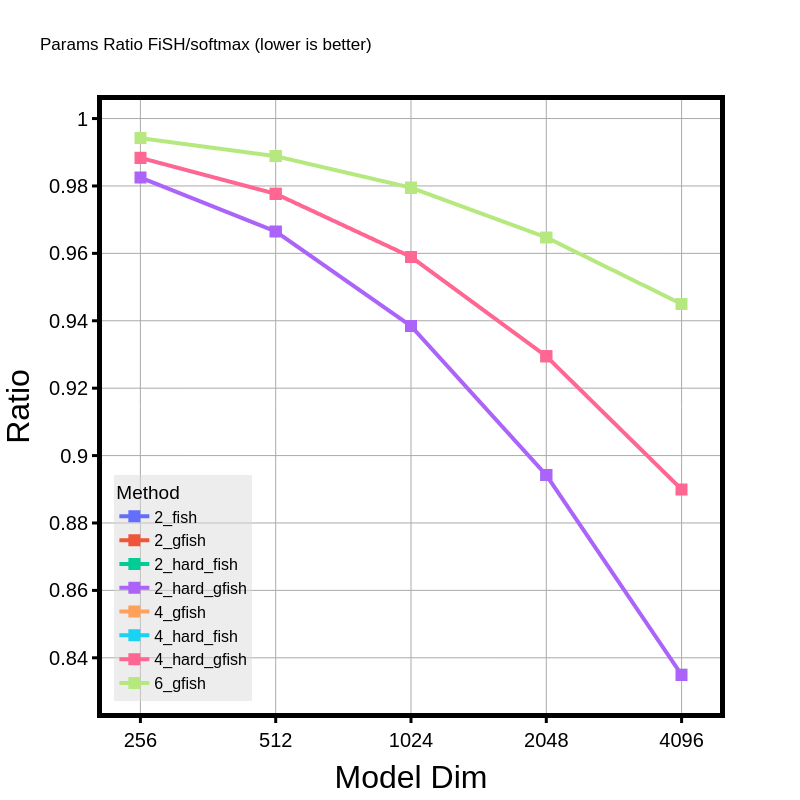 Params Ratio FiSH/softmax (lower is better)
1
0.98
0.96
0.94
0.92
0.9
0.88
0.86
0.84
Ratio
Method
2_fish
2_gfish
2_hard_fish
2_hard_gfish
4_gfish
4_hard_fish
4_hard_gfish
6_gfish
256 512 1024 2048 4096
Model Dim